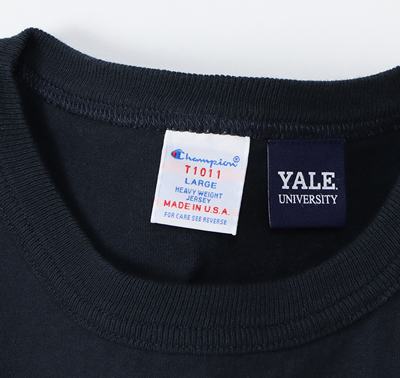 Champion
T1011
LARGE
HEAVY WEIGHT
JERSEY
MADE IN U.S.A.
FOR CARE SEE REVERSE
YALE
UNIVERSITY